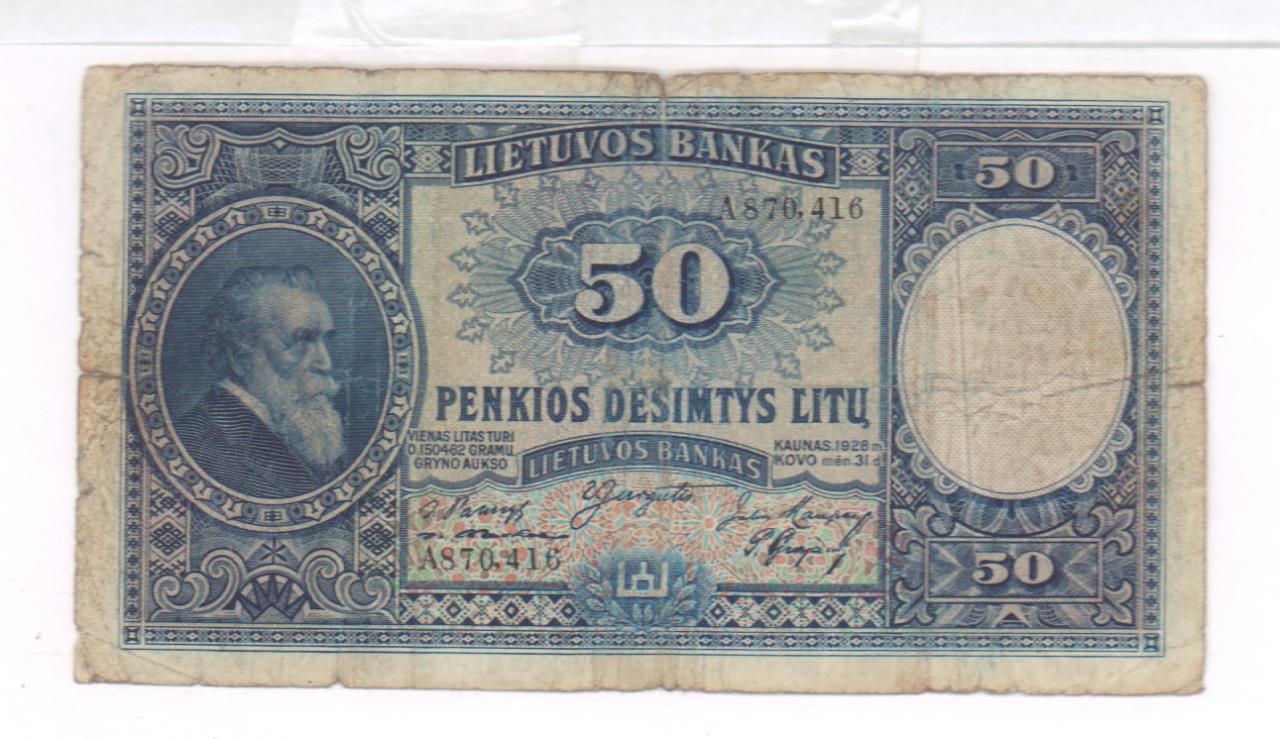 LIETUVOS BANKAS
50
A870,416
50
PENKIOS DEŠIMTYS LITŲ
VIENAS LITAS TURI
0.150462 GRAMŲ
GRYNO AUKSO
LIETUVOS BANKAS
KAUNAS.1928 m.
KOVO mėn.31 d.
A870,416
50